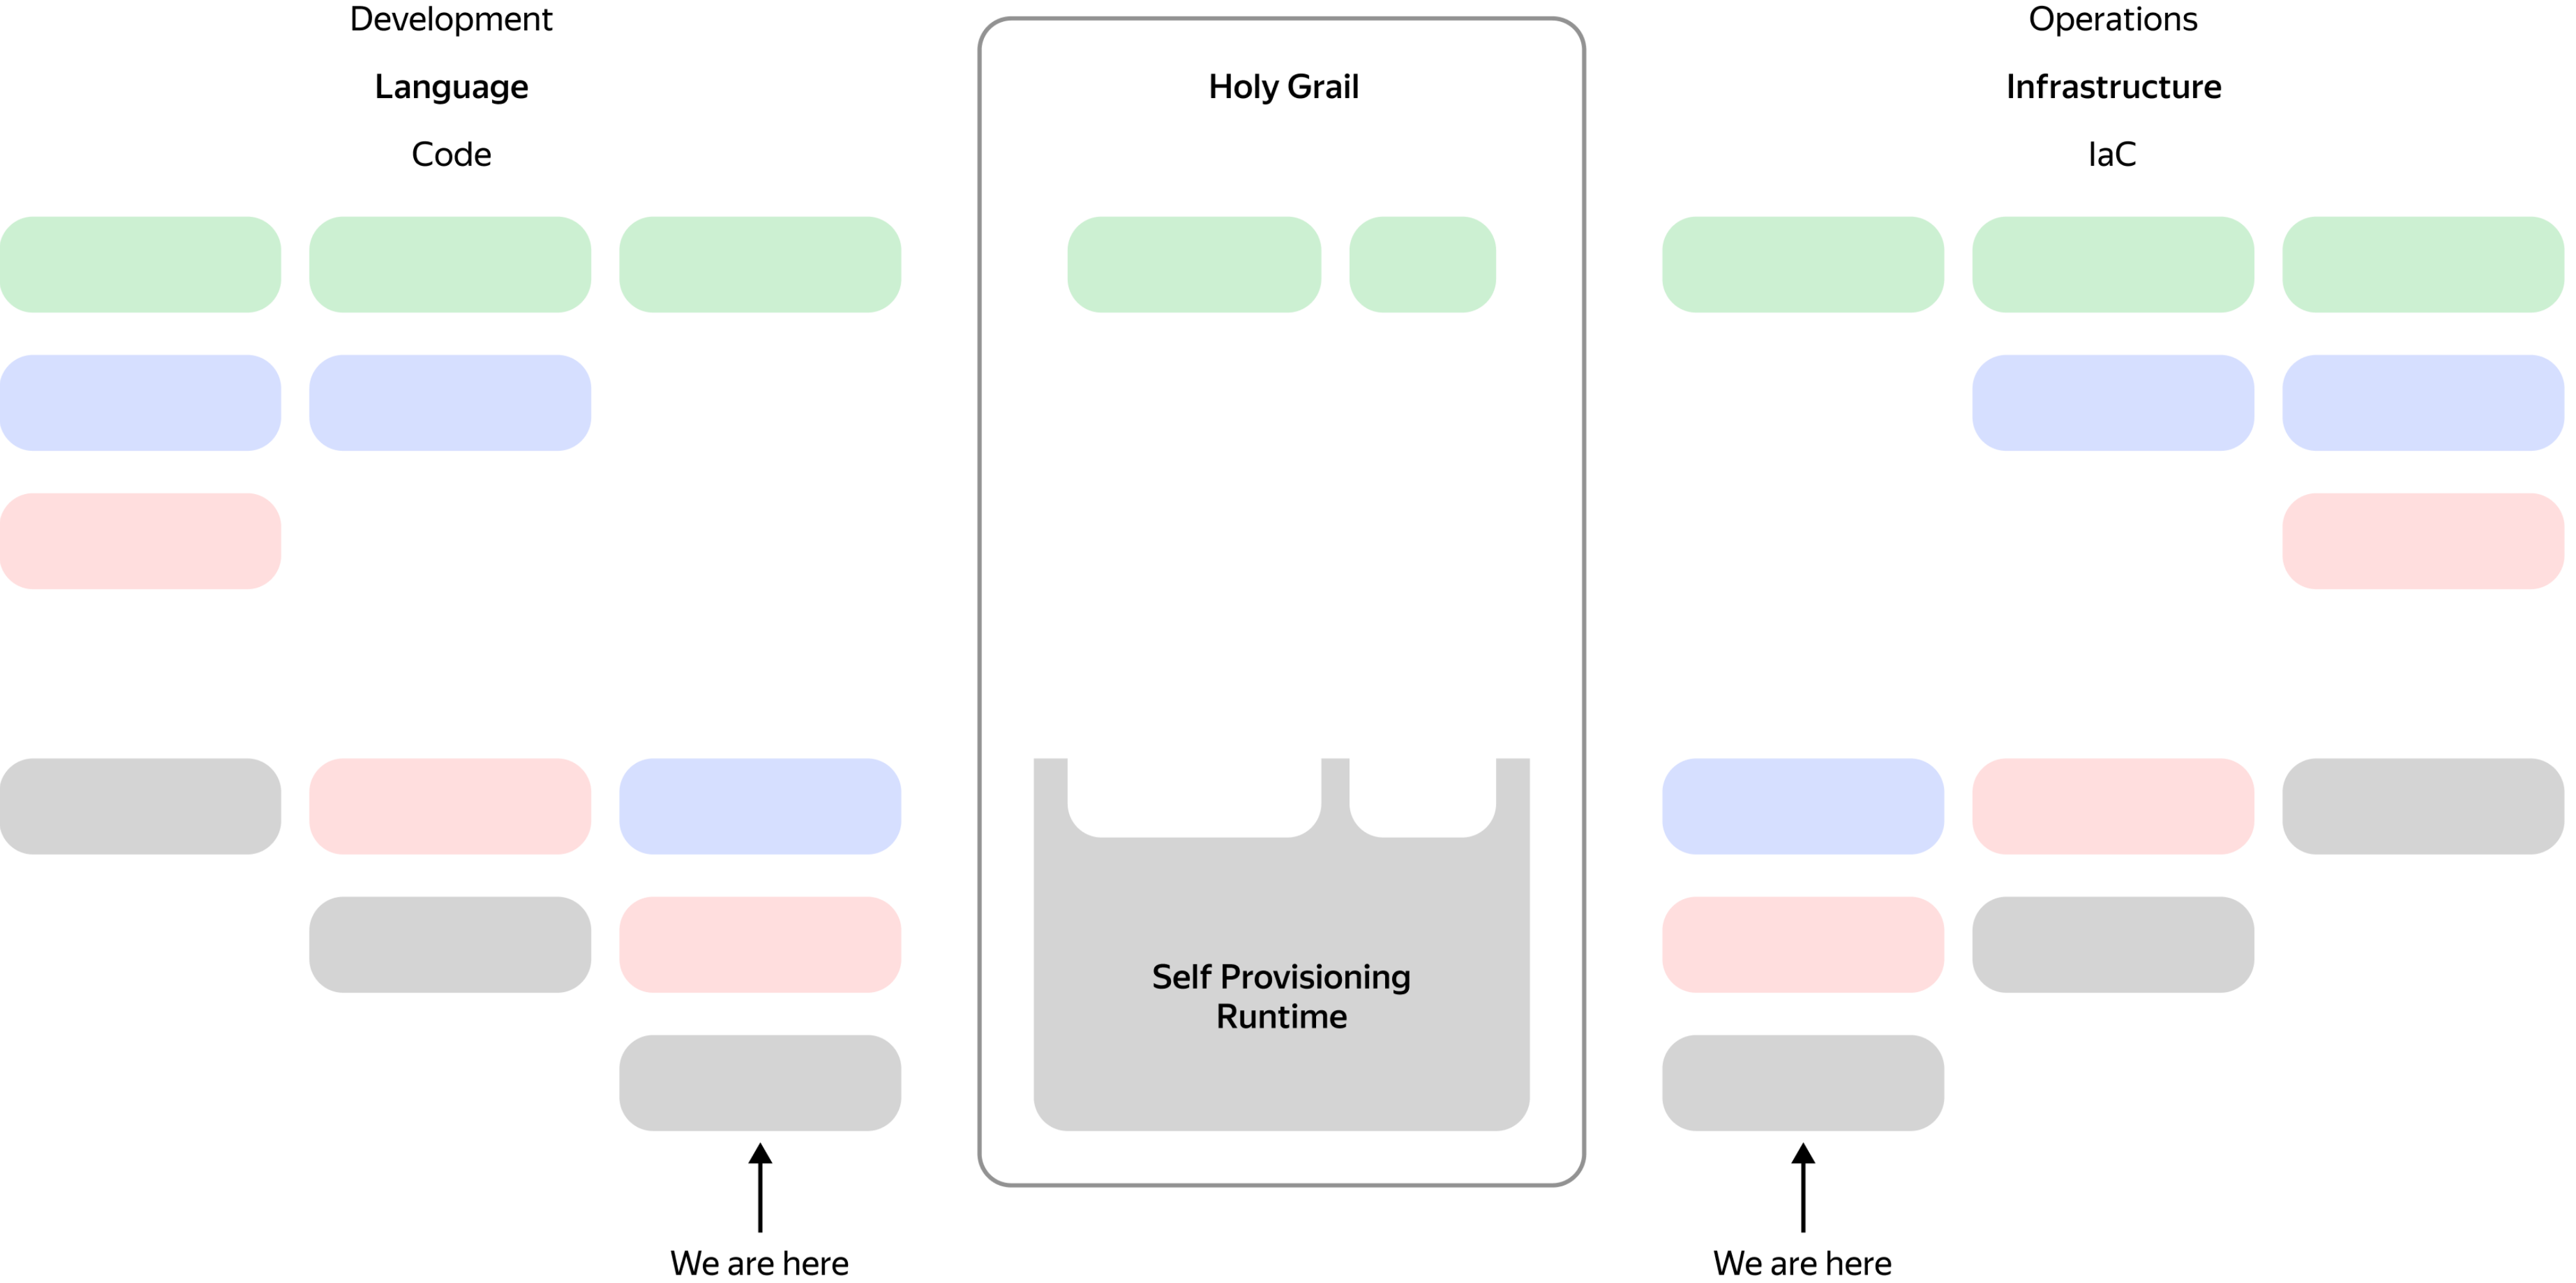 Development
Language
Code
Holy Grail
Operations
Infrastructure
IaC
Self Provisioning
Runtime
We are here
We are here